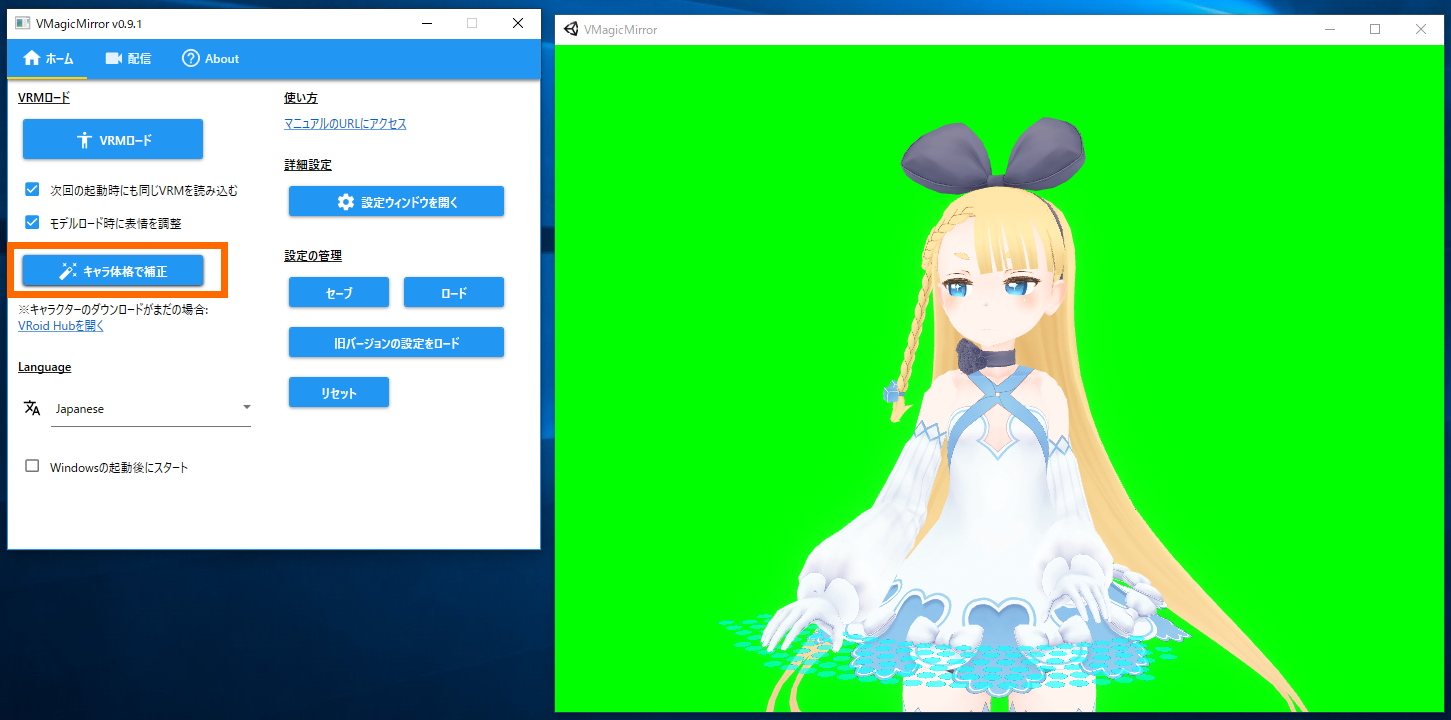 VMagicMirror v0.9.1
ホーム
配信
About
VRMロード
VRMロード
次回の起動時にも同じVRMを読み込む
モデルロード時に表情を調整
キャラ体格で補正
※キャラクターのダウンロードがまだの場合:
VRoid Hubを開く
Language
Japanese
Windowsの起動後にスタート
使い方
マニュアルのURLにアクセス
詳細設定
設定ウィンドウを開く
設定の管理
セーブ
ロード
旧バージョンの設定をロード
リセット
VMagicMirror